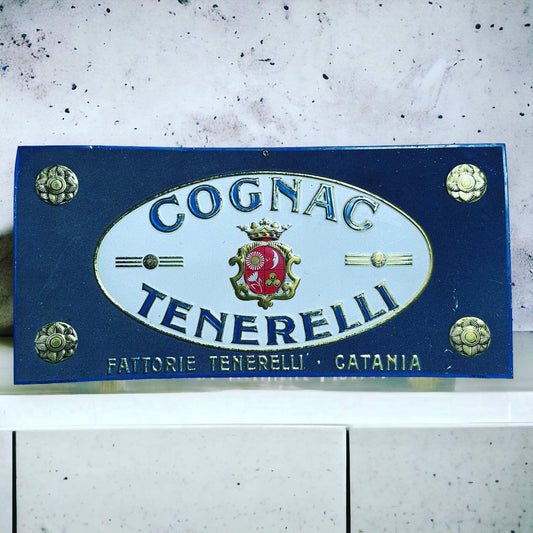 COGNAC
TENERELLI
FATTORIE TENERELLI · CATANIA